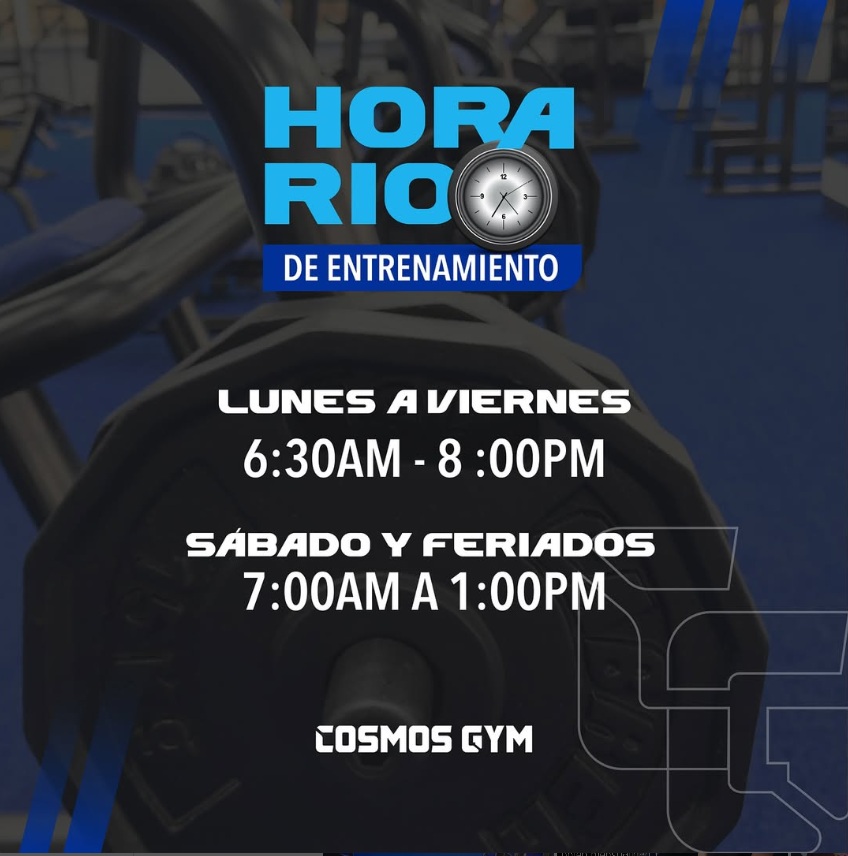 HORA
RIO
DE ENTRENAMIENTO
LUNES A VIERNES
6:30AM - 8 :00PM
SÁBADO Y FERIADOS
7:00AM A 1:00PM
COSMOS GYM